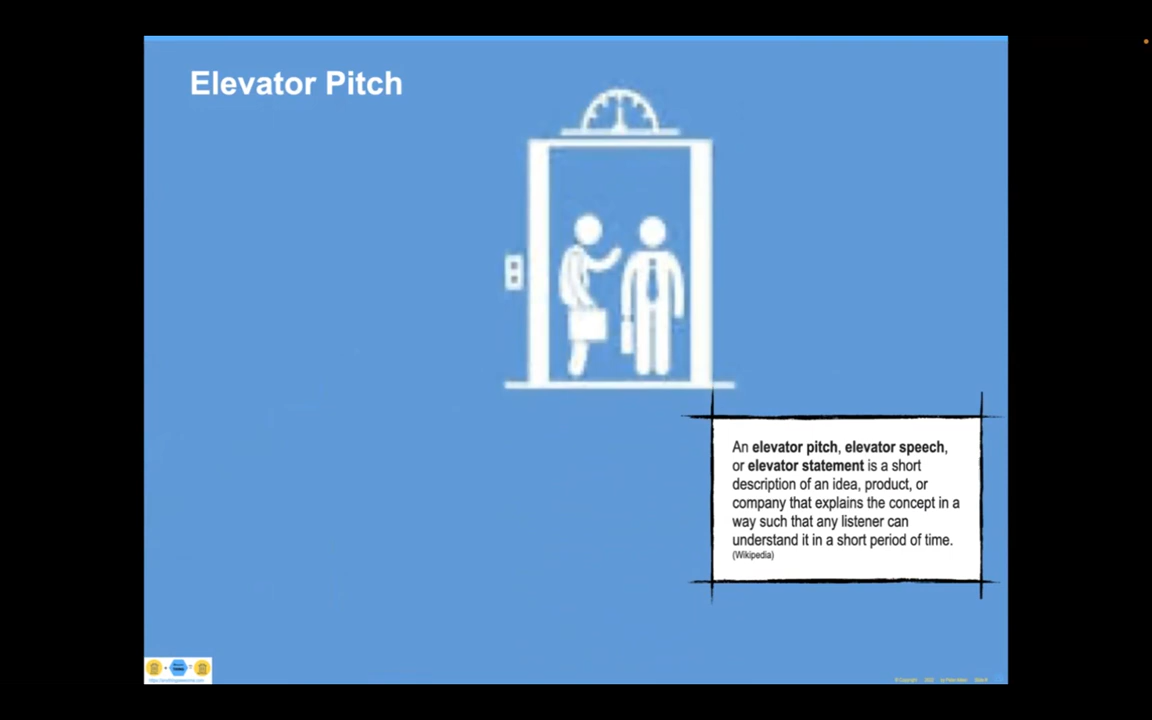 Elevator Pitch
An elevator pitch, elevator speech,
or elevator statement is a short
description of an idea, product, or
company that explains the concept in a
way such that any listener can
understand it in a short period of time.
(Wikipedia)
© Copyright 2022